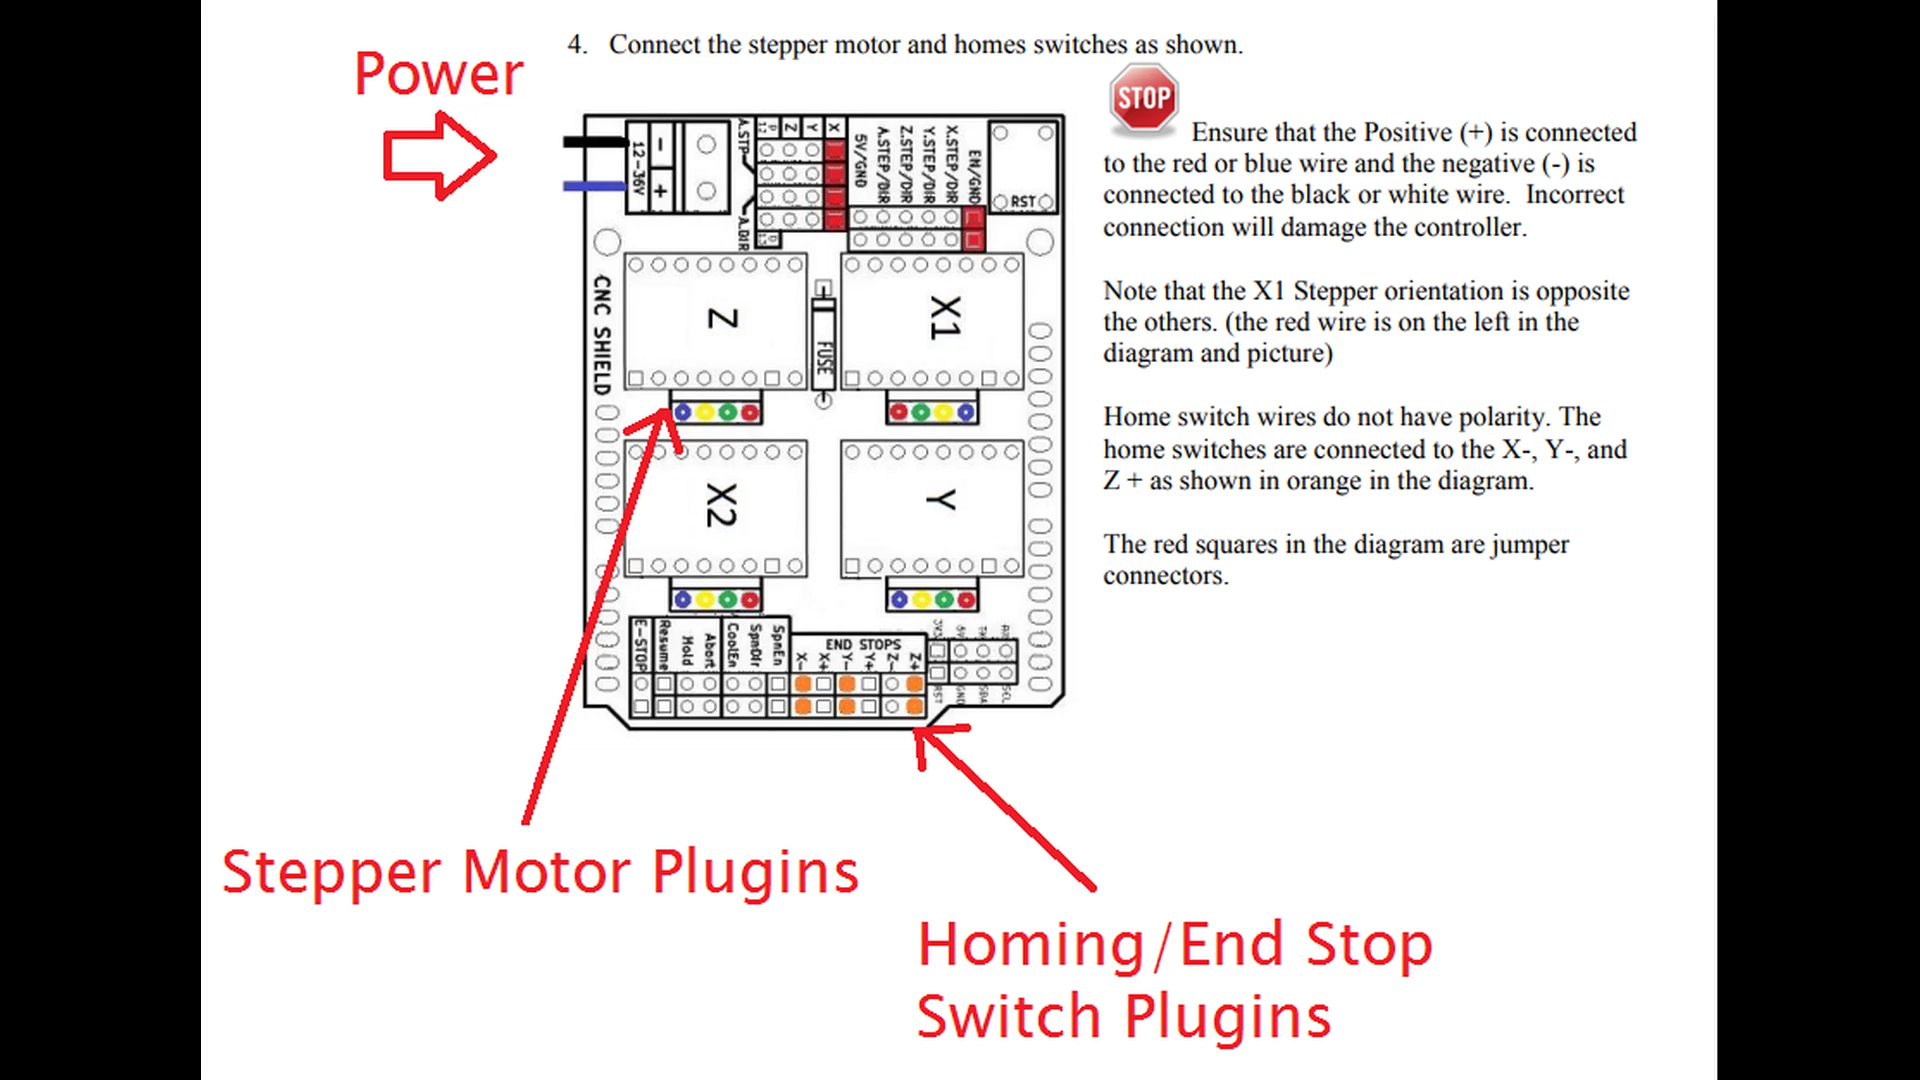 4. Connect the stepper motor and homes switches as shown.
Power
STOP
Ensure that the Positive (+) is connected
to the red or blue wire and the negative (-) is
connected to the black or white wire. Incorrect
connection will damage the controller.
Note that the X1 Stepper orientation is opposite
the others. (the red wire is on the left in the
diagram and picture)
Home switch wires do not have polarity. The
home switches are connected to the X-, Y-, and
Z + as shown in orange in the diagram.
The red squares in the diagram are jumper
connectors.
12-36V
- +
A.STP
A.DIR
Z Y X
5V/GND
A.STEP/DIR
Z.STEP/DIR
Y.STEP/DIR
X.STEP/DIR
EN/GND
RST
CNC SHIELD
Z
FUSE
X1
X2
Y
E-STOP
Resume
Hold
Abort
CoolEn
SpnDir
SpnEn
END STOPS
X- X+ Y- Y+ Z- Z+
3V3 5V
RST GND SDA SCL
Stepper Motor Plugins
Homing/End Stop
Switch Plugins